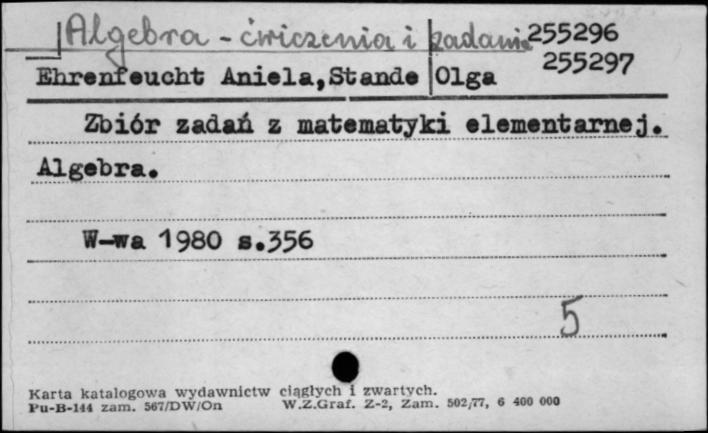 Algebra - ćwiczenia i zadania 255296
255297
Ehrenfeucht Aniela, Stande Olga
Zbiór zadań z matematyki elementarnej.
Algebra.
W-wa 1980 s.356
5
Karta katalogowa wydawnictw ciągłych i zwartych.
Pu-B-144 zam. 567/DW/On W.Z.Graf. Z-2, Zam. 502/77, 6 400 000